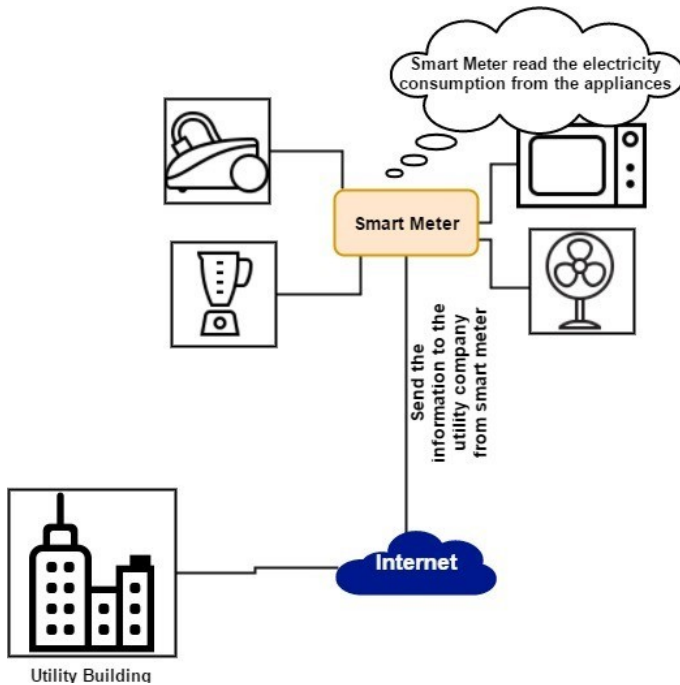 Smart Meter read the electricity
consumption from the appliances
Smart Meter
Send the
information to the
utility company
from smart meter
Internet
Utility Building